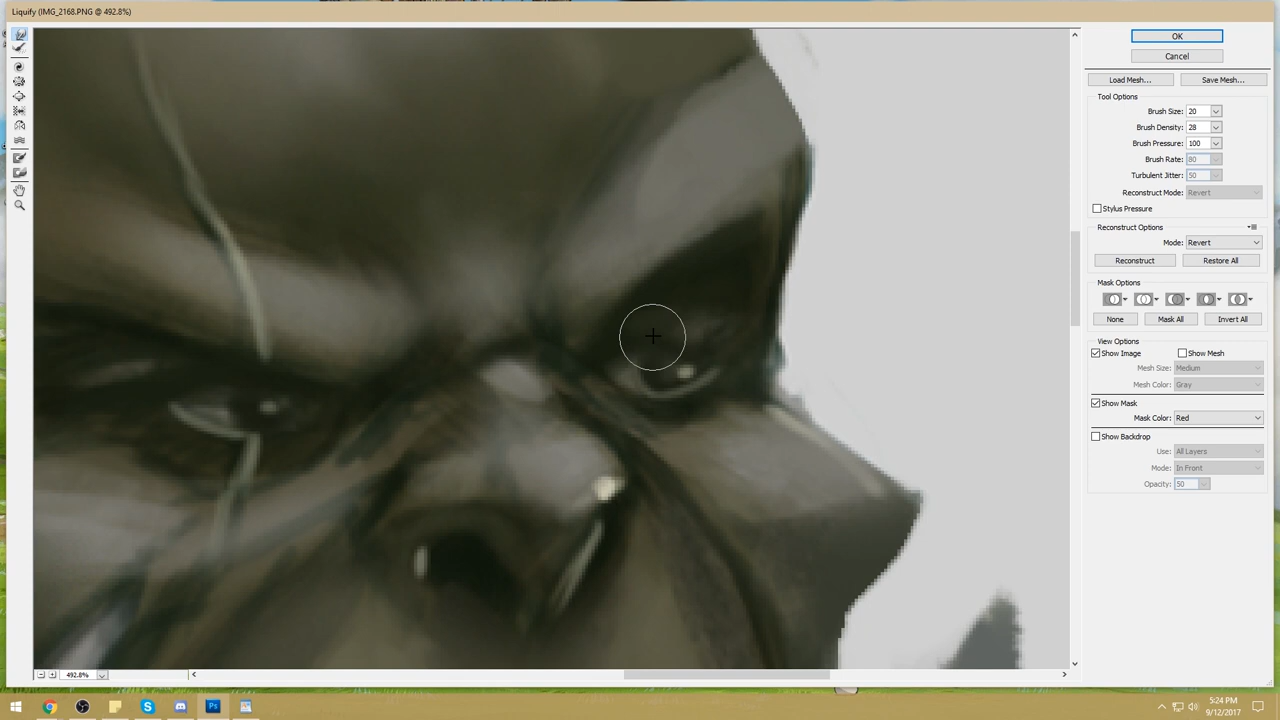 Liquify (IMG_2168.PNG @ 492.8%)
OK
Cancel
Load Mesh...
Save Mesh...
Tool Options
Brush Size: 20
Brush Density: 28
Brush Pressure: 100
Brush Rate: 80
Turbulent Jitter: 50
Reconstruct Mode: Revert
Stylus Pressure
Reconstruct Options
Mode: Revert
Reconstruct
Restore All
Mask Options
None
Mask All
Invert All
View Options
Show Image
Show Mesh
Mesh Size: Medium
Mesh Color: Gray
Show Mask
Mask Color: Red
Show Backdrop
Use: All Layers
Mode: In Front
Opacity: 50
492.8%
Ps
5:24 PM
9/12/2017